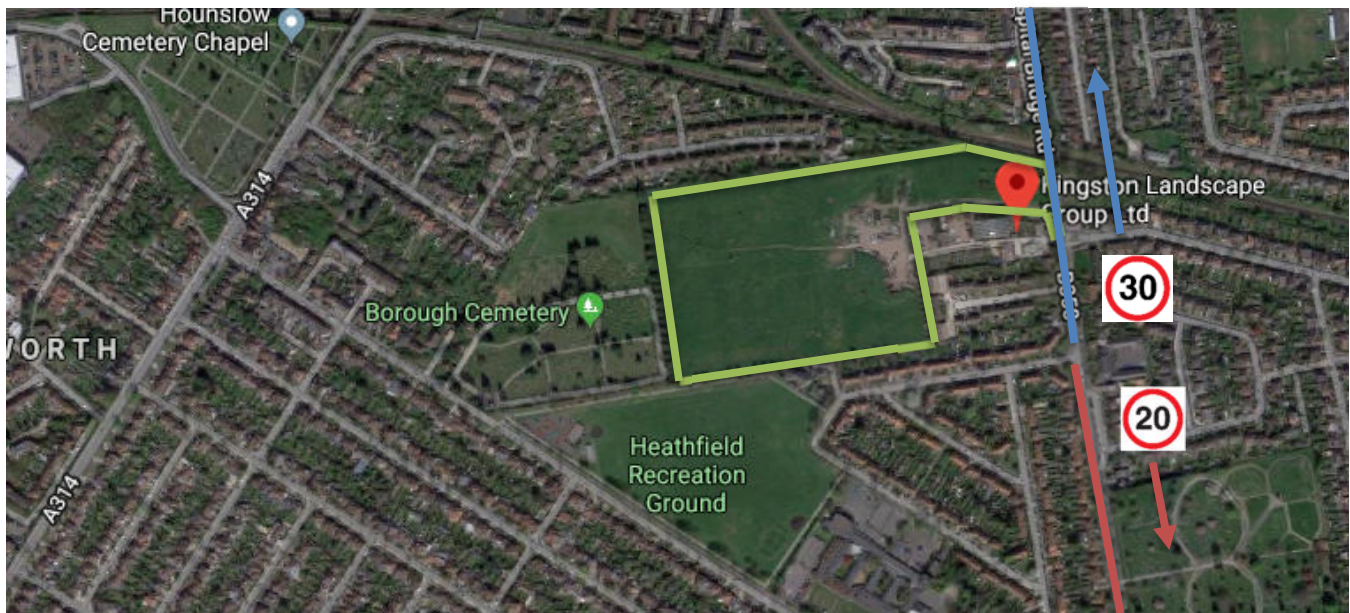 Hounslow
Cemetery Chapel
A314
Kingston Landscape
Group Ltd
30
Borough Cemetery
WORTH
20
Heathfield
Recreation
Ground
A314